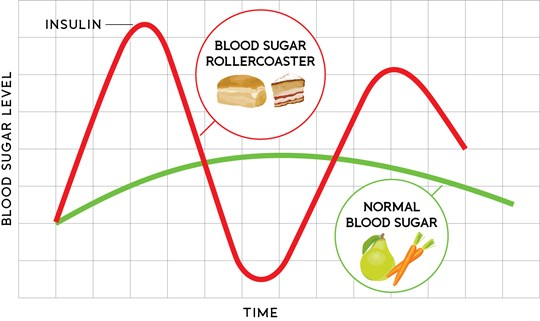 INSULIN
BLOOD SUGAR
ROLLERCOASTER
NORMAL
BLOOD SUGAR
BLOOD SUGAR LEVEL
TIME